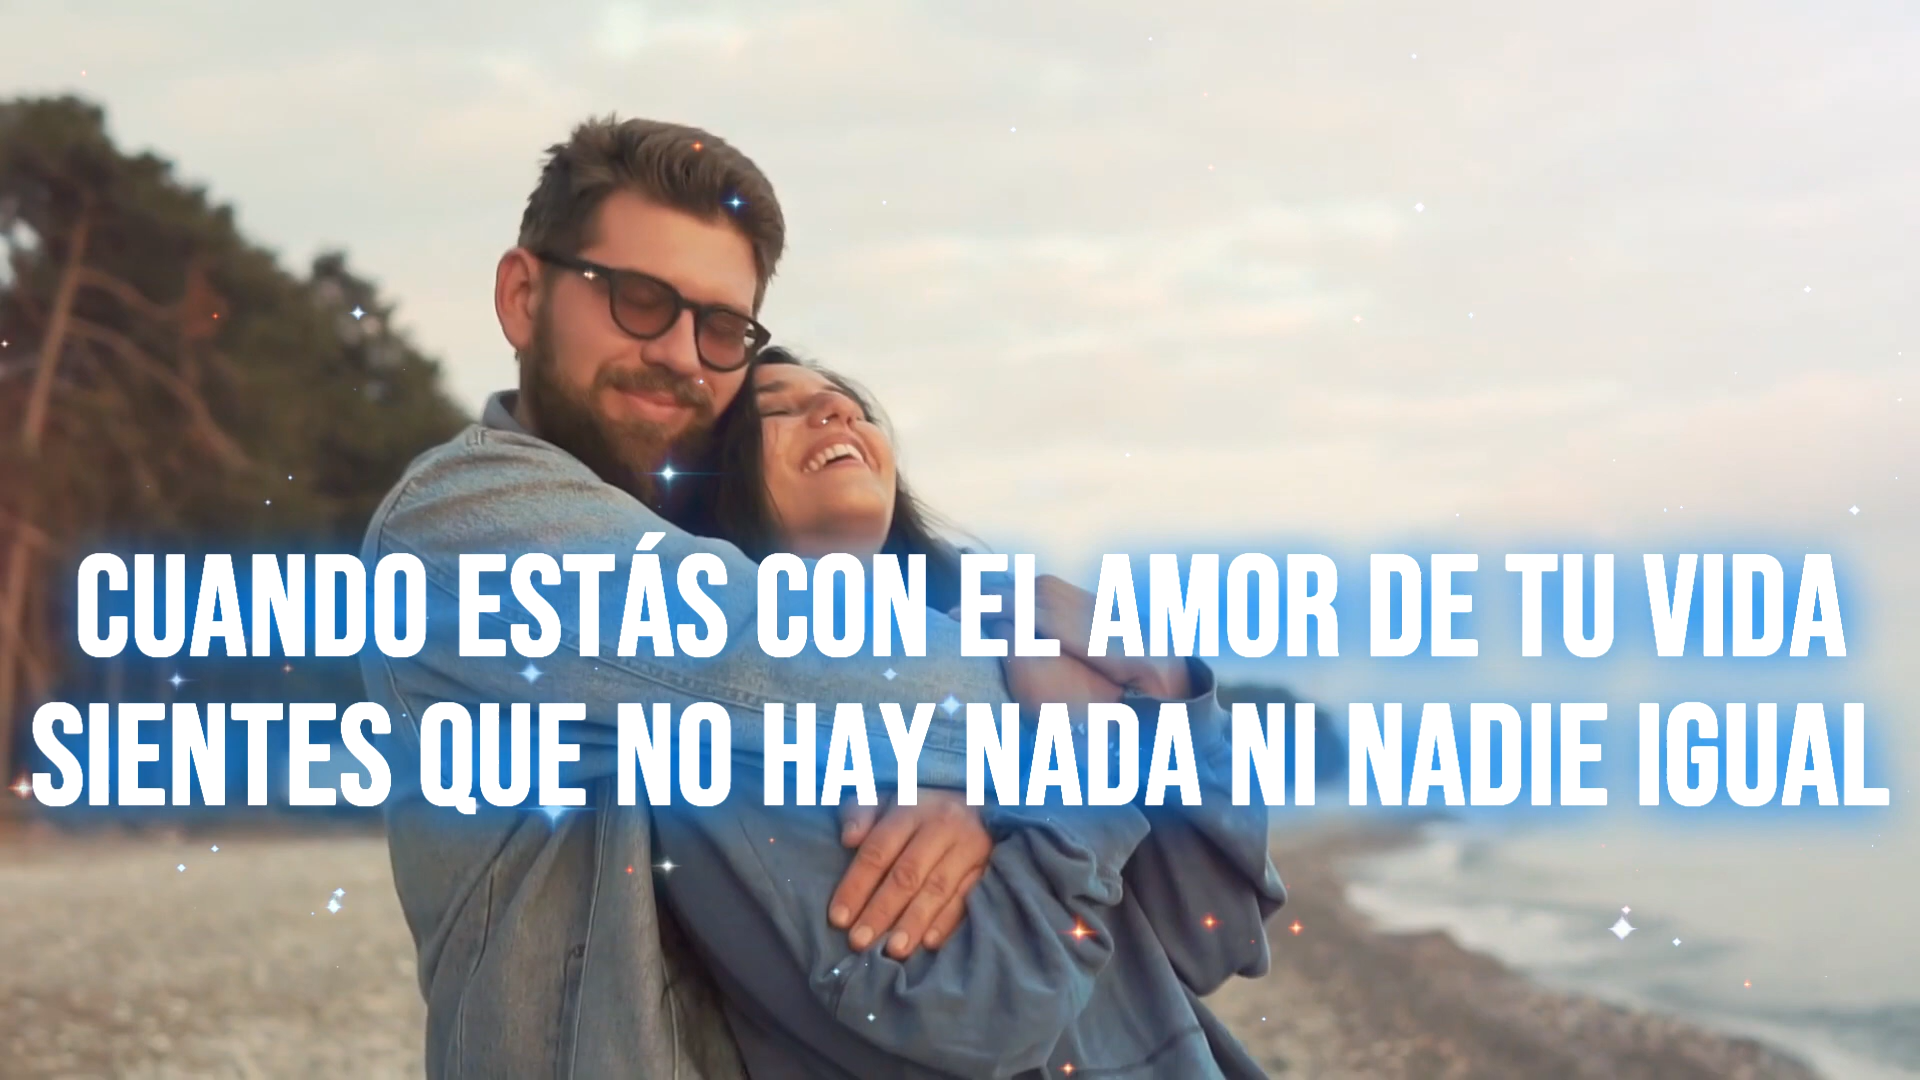 CUANDO ESTÁS CON EL AMOR DE TU VIDA
SIENTES QUE NO HAY NADA NI NADIE IGUAL